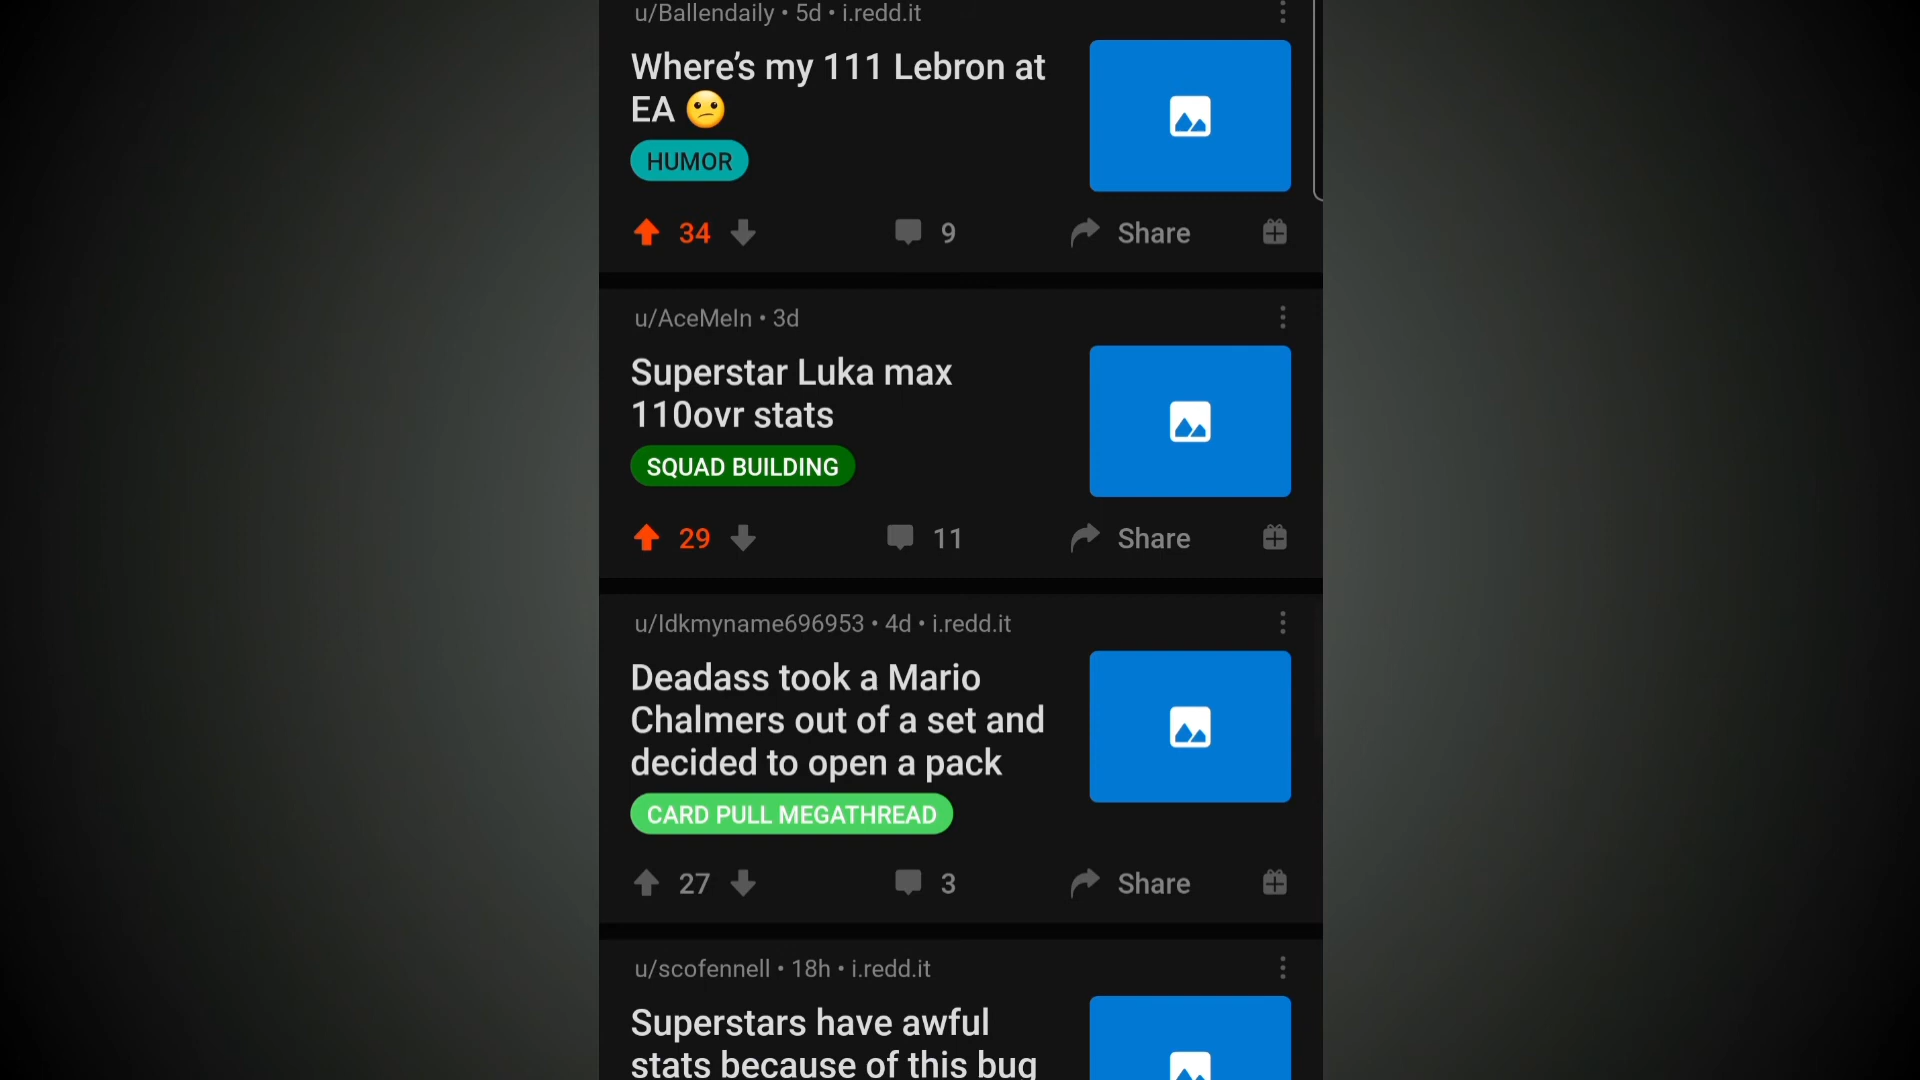 u/Ballendaily • 5d • i.redd.it
Where's my 111 Lebron at
EA 😕
HUMOR
34
9
Share
u/AceMeIn • 3d
Superstar Luka max
110ovr stats
SQUAD BUILDING
29
11
Share
u/Idkmyname696953 • 4d • i.redd.it
Deadass took a Mario
Chalmers out of a set and
decided to open a pack
CARD PULL MEGATHREAD
27
3
Share
u/scofennell • 18h • i.redd.it
Superstars have awful
stats because of this bug